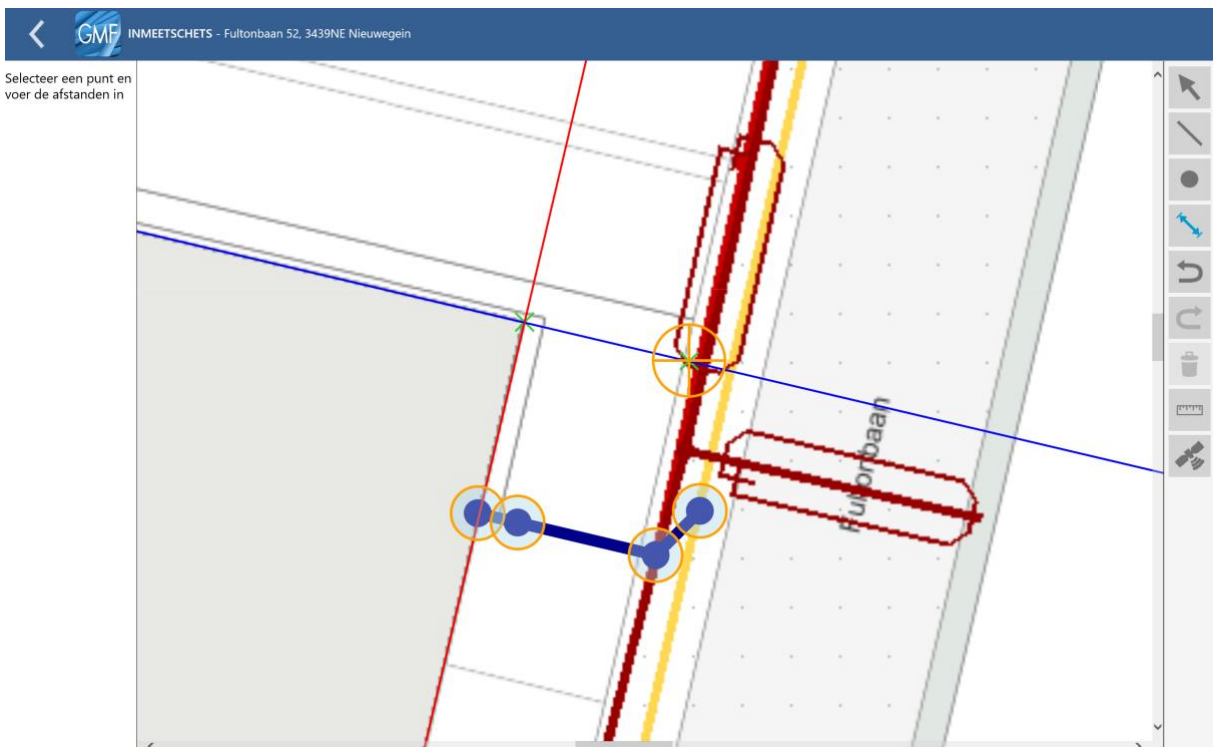 GMF INMEETSCHETS - Fultonbaan 52, 3439NE Nieuwegein
Selecteer een punt en
voer de afstanden in
Fultonbaan